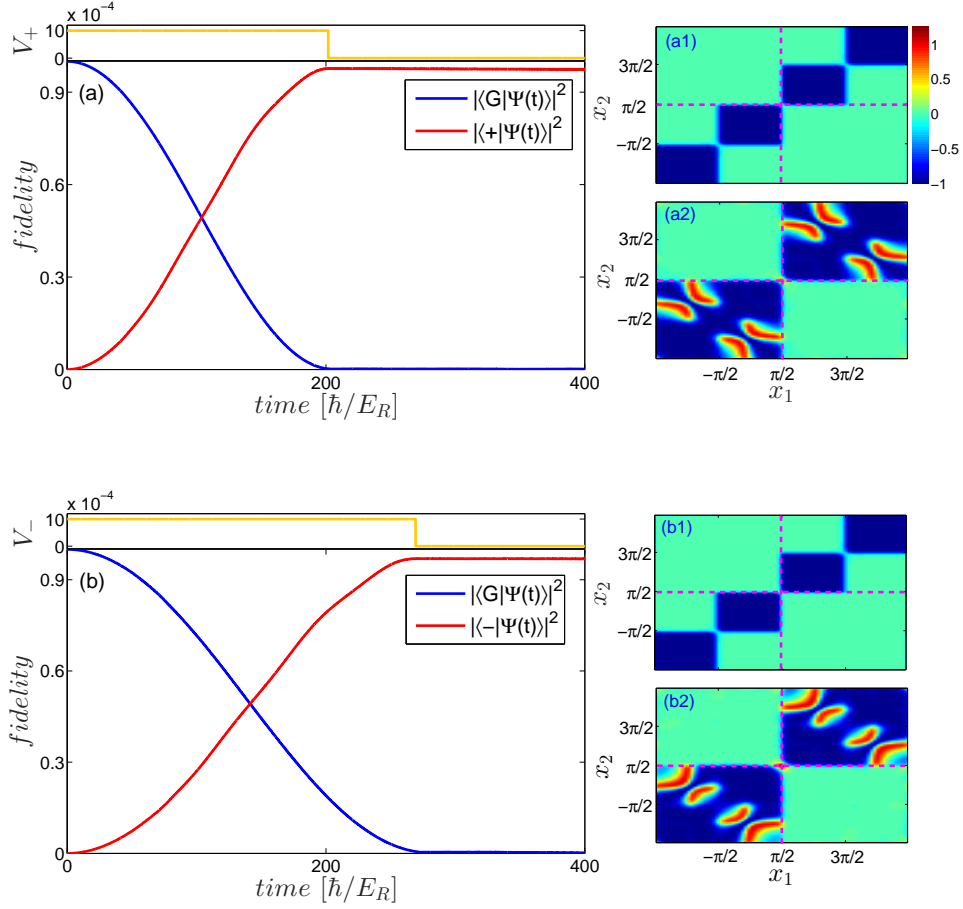 x 10⁻⁴
V₊
10
0
(a)
|⟨G|Ψ(t)⟩|²
|⟨+|Ψ(t)⟩|²
fidelity
0.9
0.6
0.3
0
0
200
400
time [ħ/E_R]
(a1)
x₂
3π/2
π/2
−π/2
1
0.5
0
−0.5
−1
(a2)
x₂
3π/2
π/2
−π/2
−π/2
π/2
3π/2
x₁
x 10⁻⁴
V₋
10
0
(b)
|⟨G|Ψ(t)⟩|²
|⟨−|Ψ(t)⟩|²
fidelity
0.9
0.6
0.3
0
0
200
400
time [ħ/E_R]
(b1)
x₂
3π/2
π/2
−π/2
(b2)
x₂
3π/2
π/2
−π/2
−π/2
π/2
3π/2
x₁